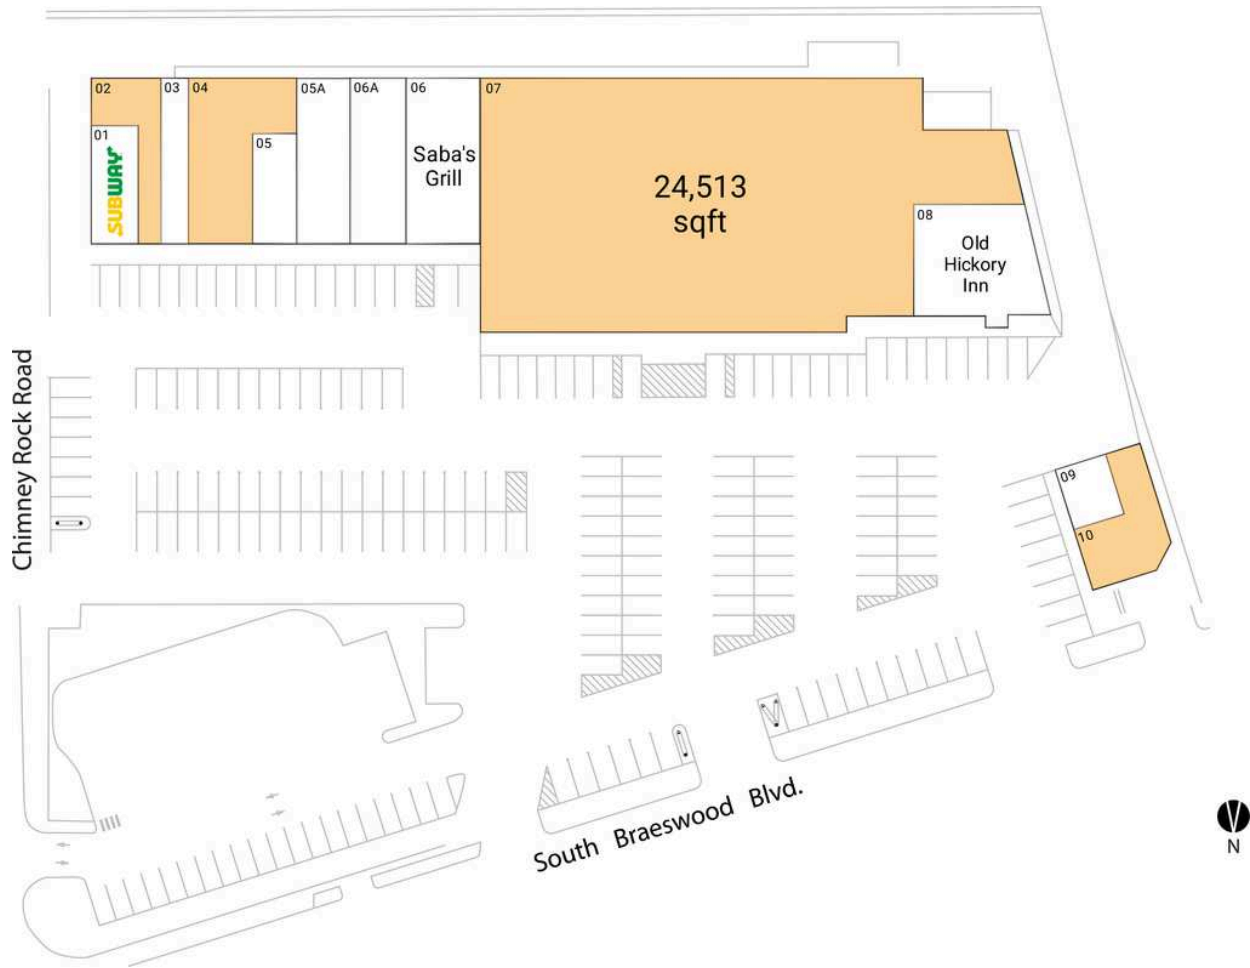 02
03
04
05A
06A
06
07
01
05
SUBWAY
Saba's
Grill
24,513
sqft
08
Old
Hickory
Inn
Chimney Rock Road
09
10
South Braeswood Blvd.
N